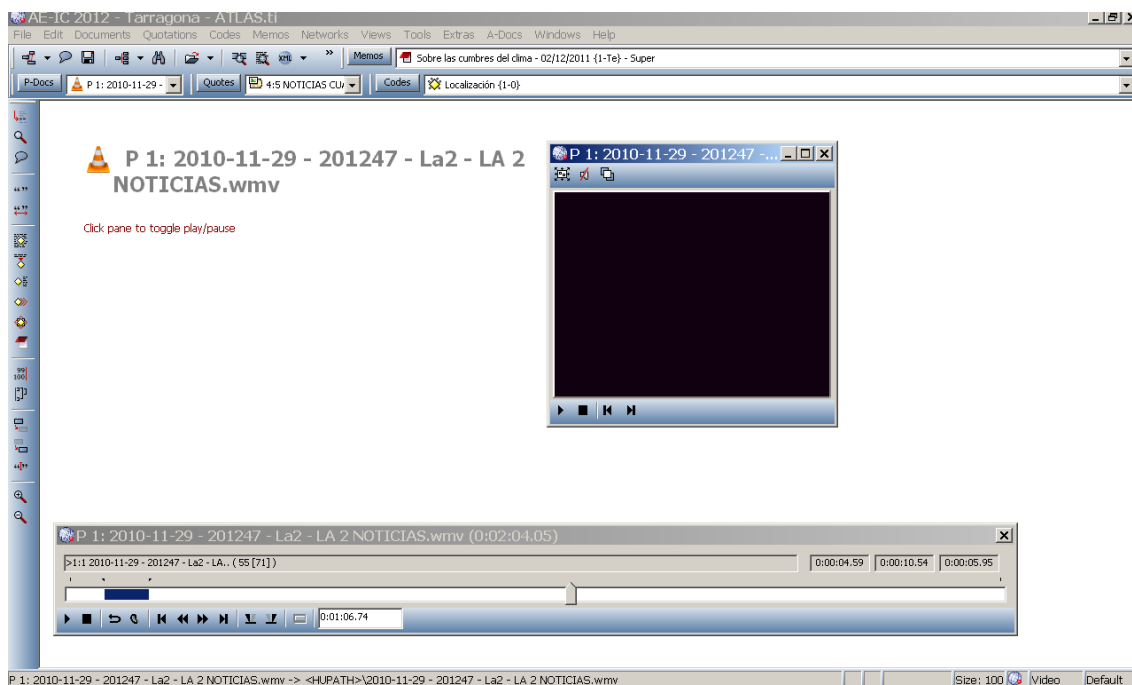 AE-IC 2012 - Tarragona - ATLAS.ti
File Edit Documents Quotations Codes Memos Networks Views Tools Extras A-Docs Windows Help
XML » Memos Sobre las cumbres del clima - 02/12/2011 {1-Te} - Super
P-Docs P 1: 2010-11-29 - Quotes 4:5 NOTICIAS CU Codes Localización {1-0}
P 1: 2010-11-29 - 201247 - La2 - LA 2
NOTICIAS.wmv
Click pane to toggle play/pause
P 1: 2010-11-29 - 201247 -...
99
100
P 1: 2010-11-29 - 201247 - La2 - LA 2 NOTICIAS.wmv (0:02:04.05)
>1:1 2010-11-29 - 201247 - La2 - LA.. ( 55 [71] ) 0:00:04.59 0:00:10.54 0:00:05.95
0:01:06.74
P 1: 2010-11-29 - 201247 - La2 - LA 2 NOTICIAS.wmv -> <HUPATH>\2010-11-29 - 201247 - La2 - LA 2 NOTICIAS.wmv Size: 100 Video Default